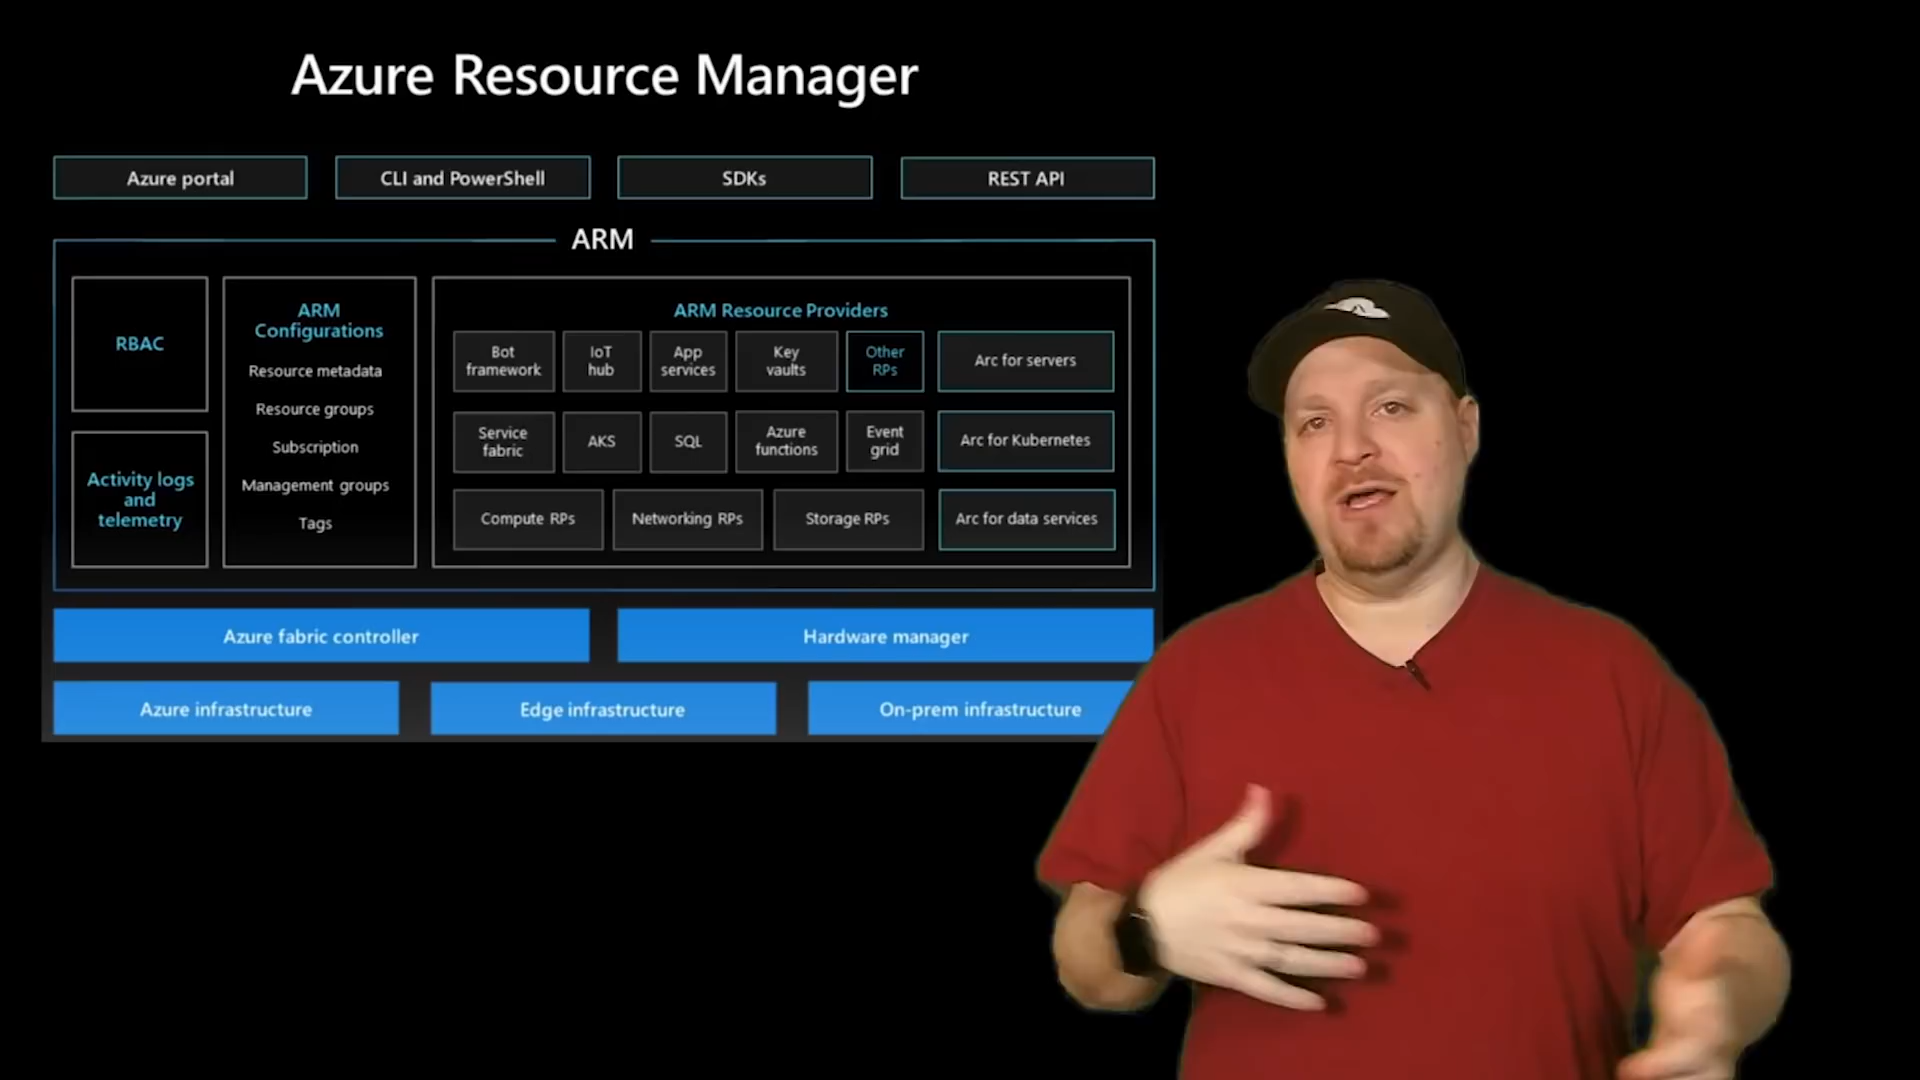 Azure Resource Manager
Azure portal
CLI and PowerShell
SDKs
REST API
ARM
RBAC
Activity logs
and
telemetry
ARM
Configurations
Resource metadata
Resource groups
Subscription
Management groups
Tags
ARM Resource Providers
Bot
framework
IoT
hub
App
services
Key
vaults
Other
RPs
Arc for servers
Service
fabric
AKS
SQL
Azure
functions
Event
grid
Arc for Kubernetes
Compute RPs
Networking RPs
Storage RPs
Arc for data services
Azure fabric controller
Hardware manager
Azure infrastructure
Edge infrastructure
On-prem infrastructure